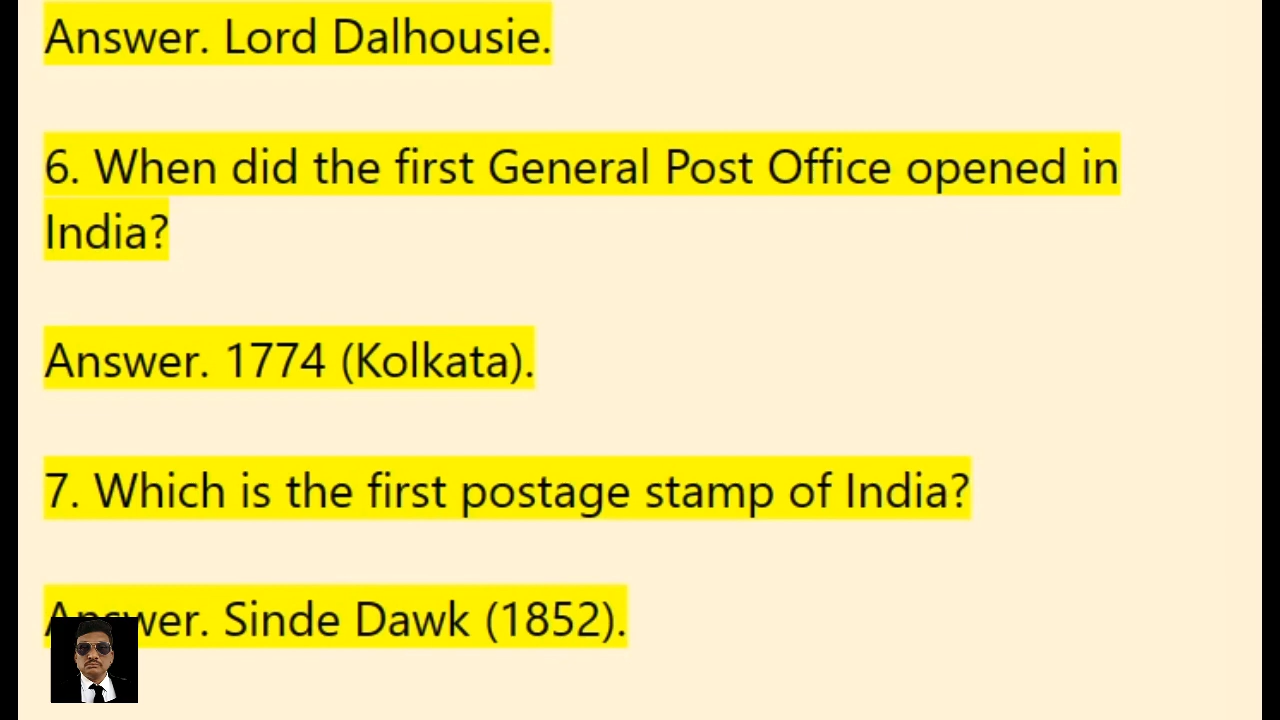 Answer. Lord Dalhousie.
6. When did the first General Post Office opened in
India?
Answer. 1774 (Kolkata).
7. Which is the first postage stamp of India?
Answer. Sinde Dawk (1852).